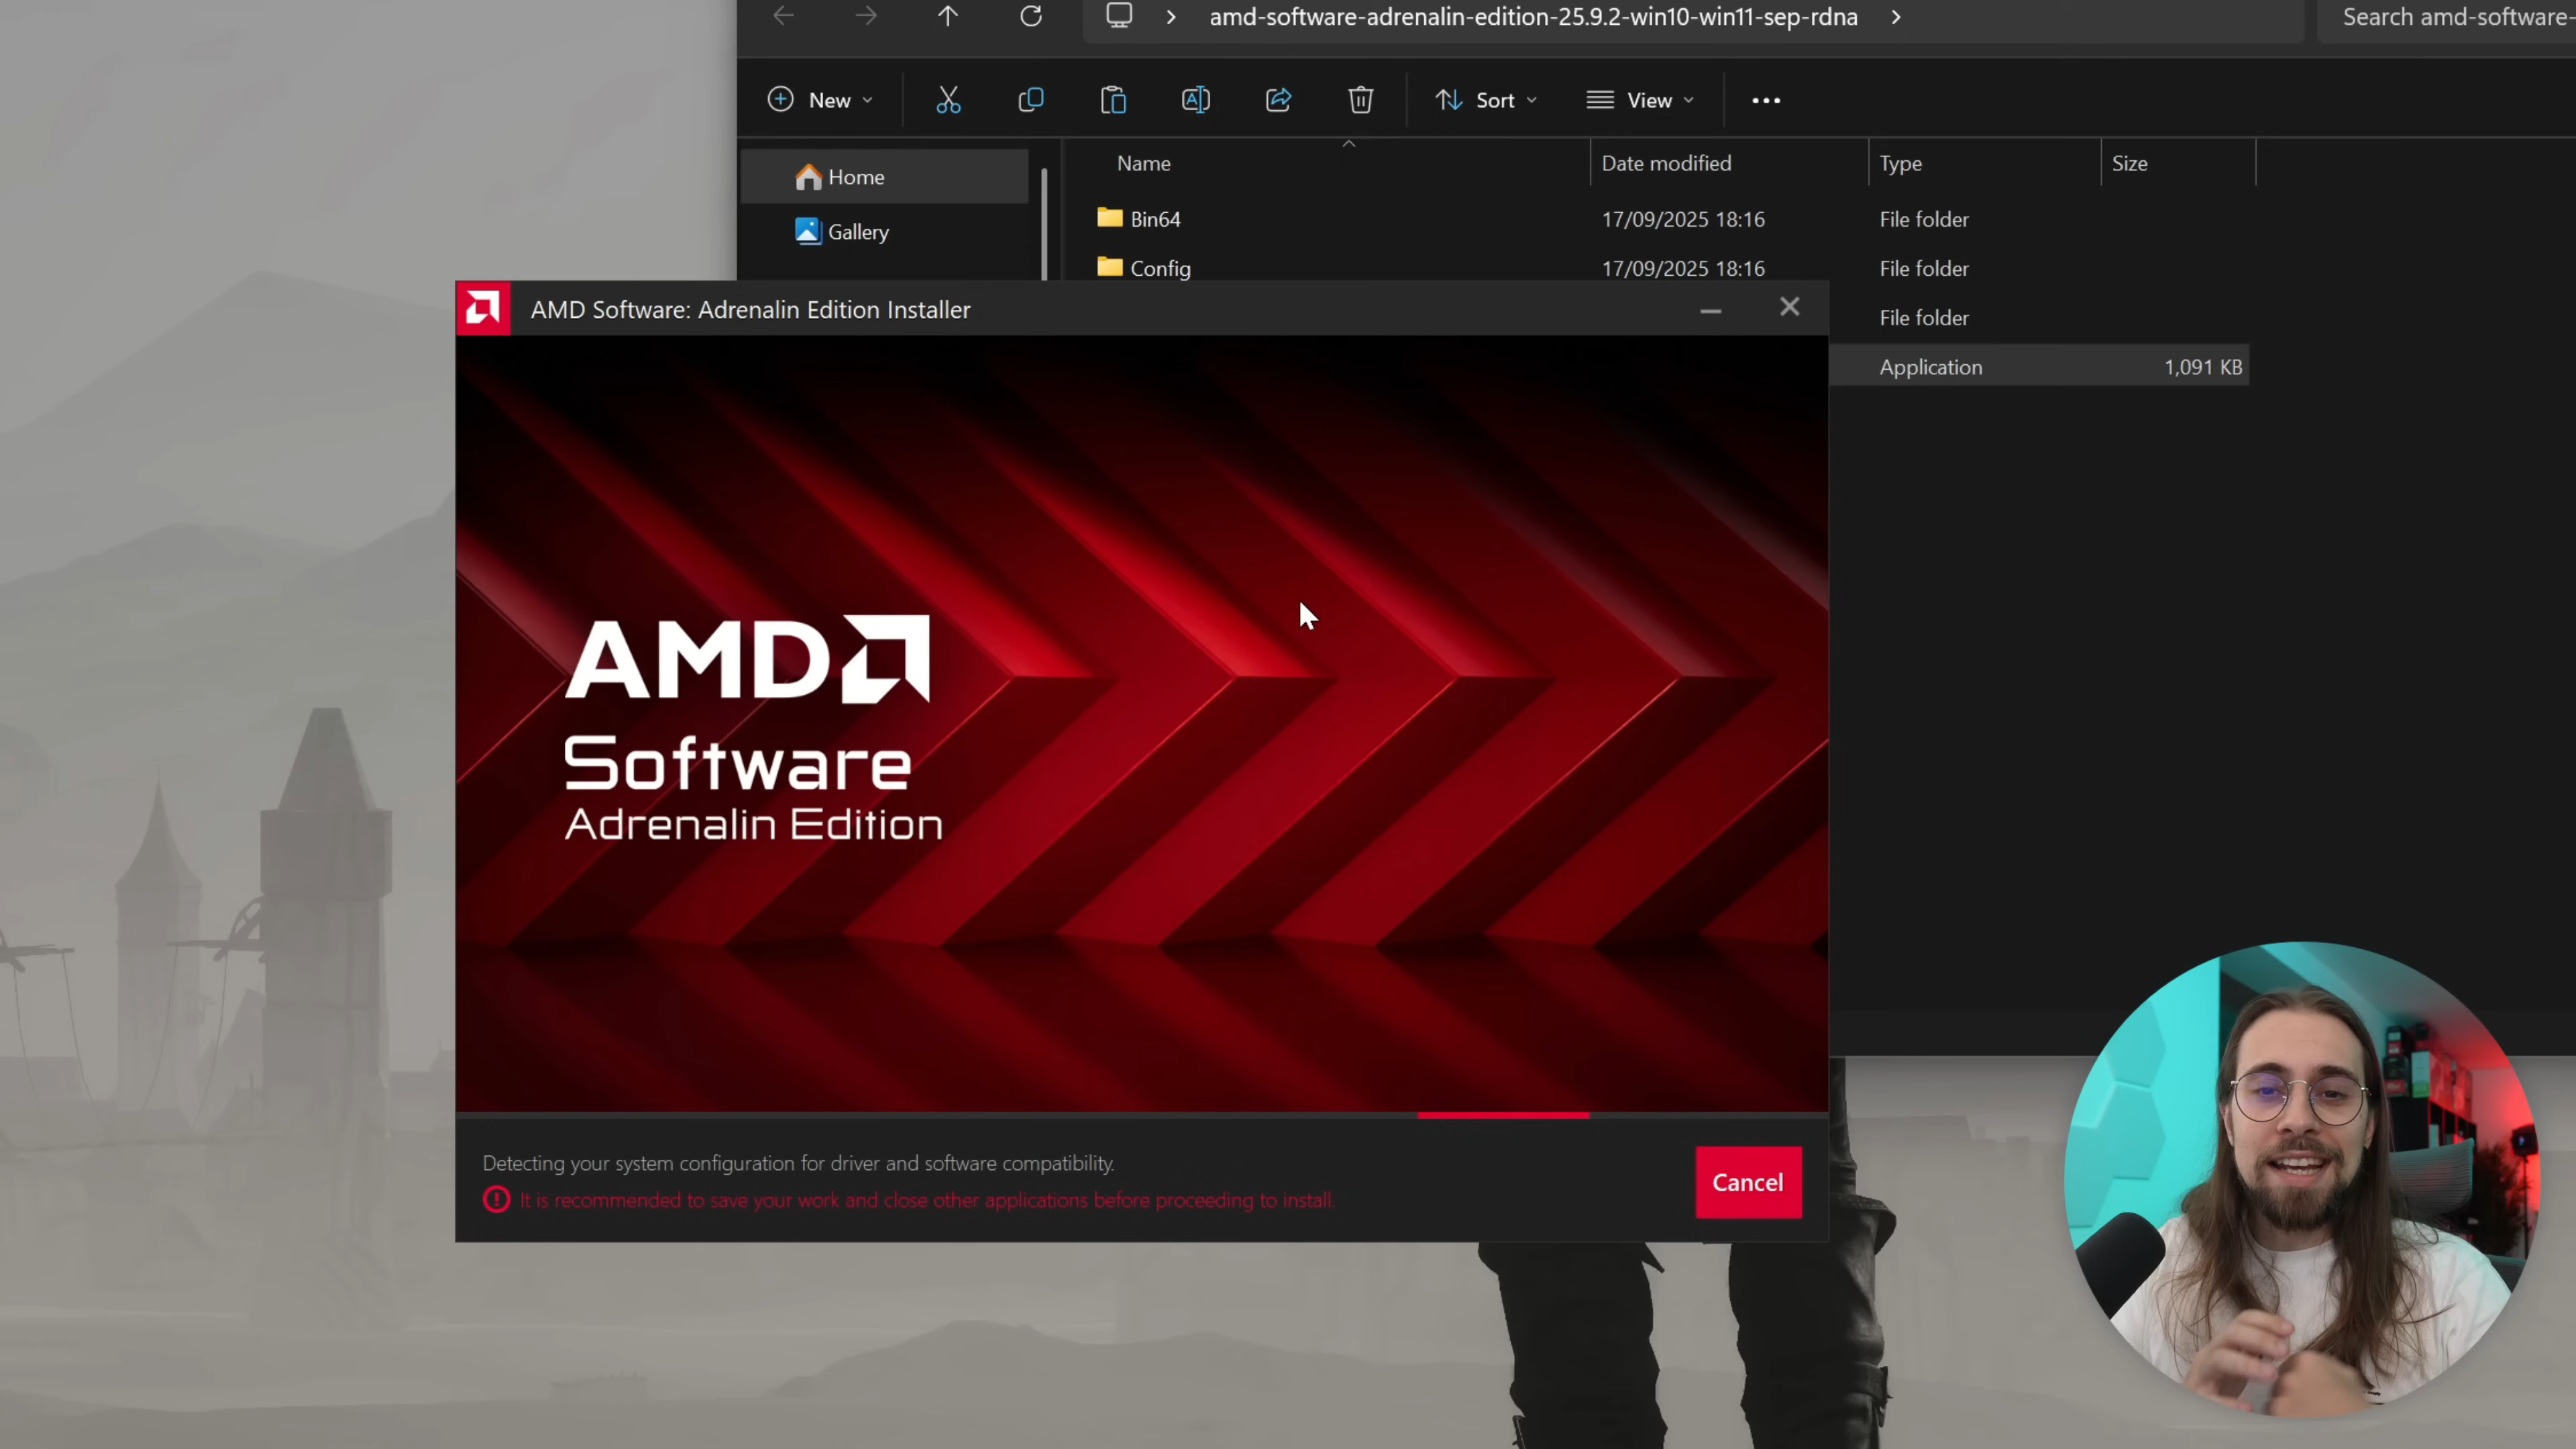 amd-software-adrenalin-edition-25.9.2-win10-win11-sep-rdna
Search amd-software-
New
Sort
View
Name
Date modified
Type
Size
Home
Gallery
Bin64
17/09/2025 18:16
File folder
Config
17/09/2025 18:16
File folder
File folder
Application
1,091 KB
AMD Software: Adrenalin Edition Installer
AMD
Software
Adrenalin Edition
Detecting your system configuration for driver and software compatibility.
It is recommended to save your work and close other applications before proceeding to install.
Cancel